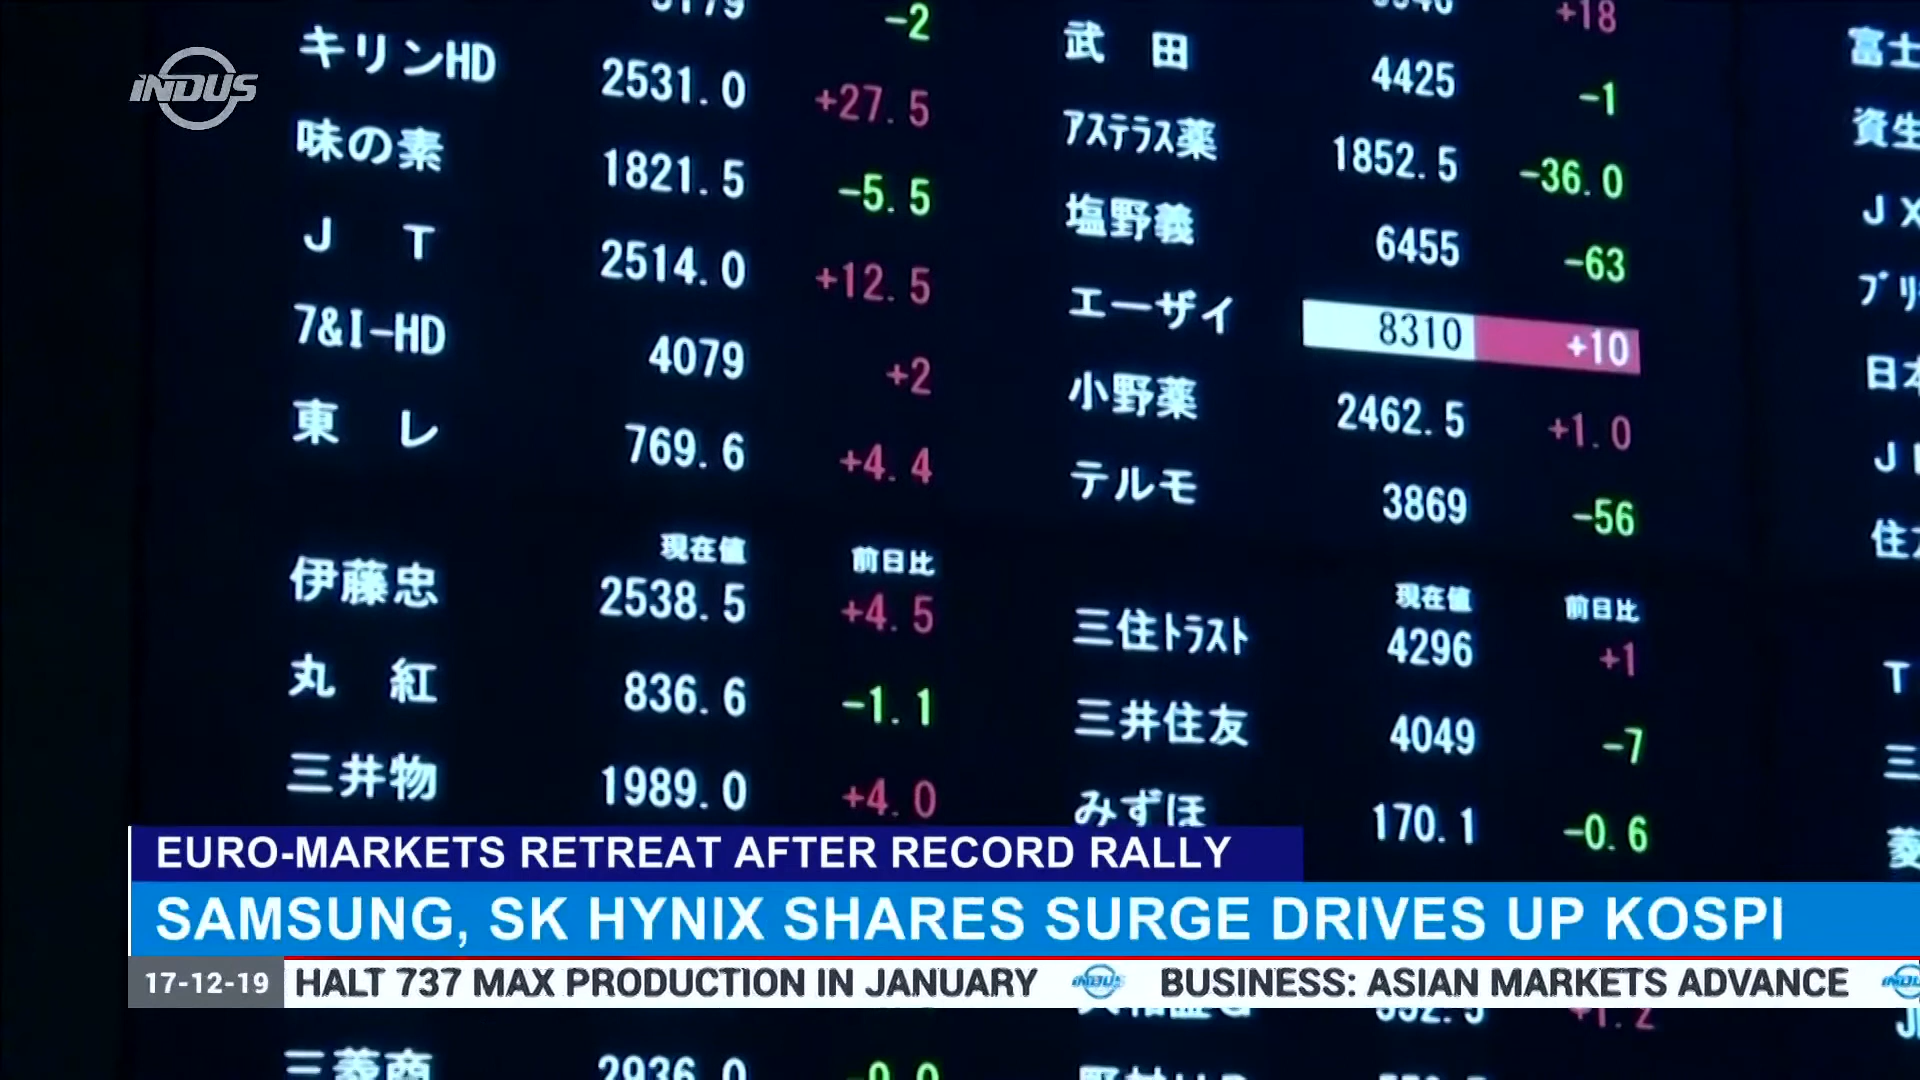 iNDUS
-2
キリンHD 2531.0 +27.5
味の素 1821.5 -5.5
J T 2514.0 +12.5
7&I-HD 4079 +2
東 レ 769.6 +4.4
現在値 前日比
伊藤忠 2538.5 +4.5
丸 紅 836.6 -1.1
三井物 1989.0 +4.0
+18
武 田 4425 -1
アステラス薬 1852.5 -36.0
塩野義 6455 -63
エーザイ 8310 +10
小野薬 2462.5 +1.0
テルモ 3869 -56
現在値 前日比
三住トラスト 4296 +1
三井住友 4049 -7
みずほ 170.1 -0.6
EURO-MARKETS RETREAT AFTER RECORD RALLY
SAMSUNG, SK HYNIX SHARES SURGE DRIVES UP KOSPI
17-12-19 HALT 737 MAX PRODUCTION IN JANUARY iNDUS BUSINESS: ASIAN MARKETS ADVANCE
三菱商 2936.0